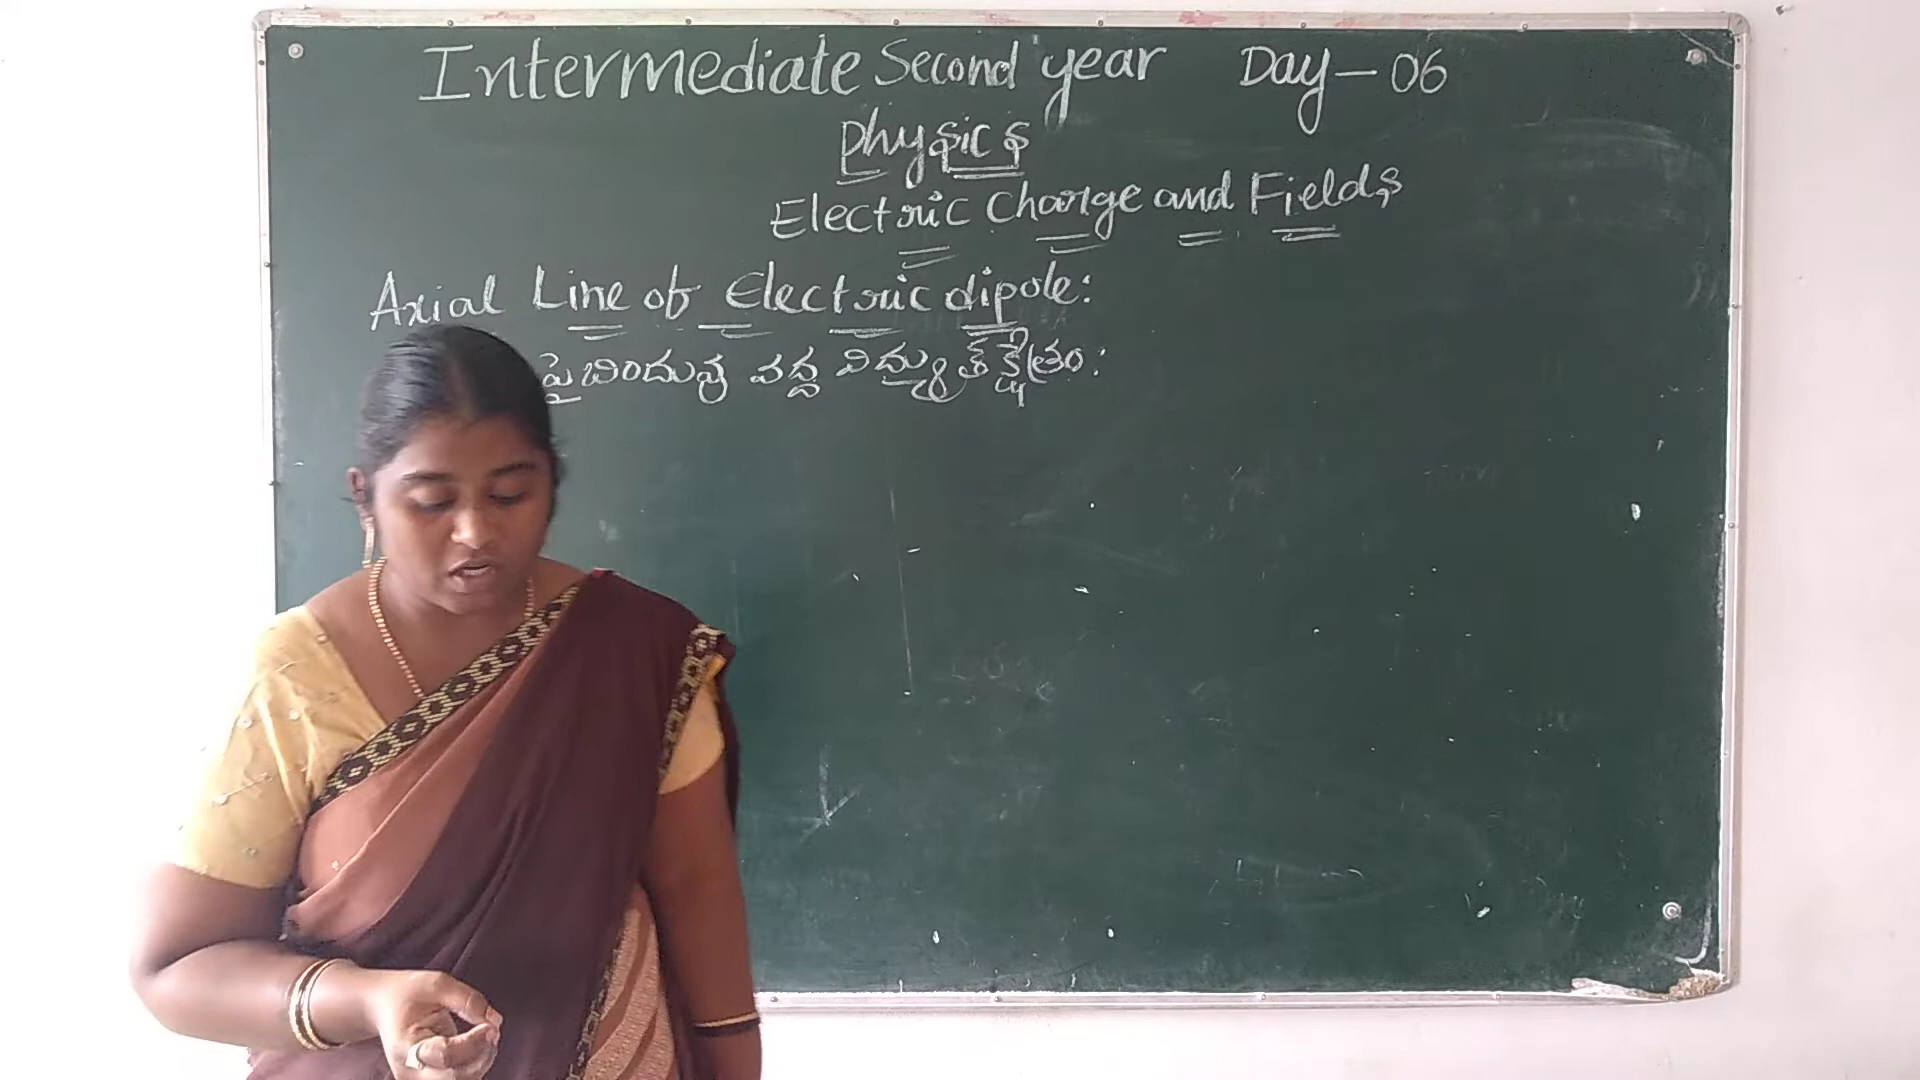 Intermediate Second year Day - 06
physics
Electric Charge and Fields
Axial Line of Electric dipole:
పై బిందువు వద్ద విద్యుత్ క్షేత్రం: